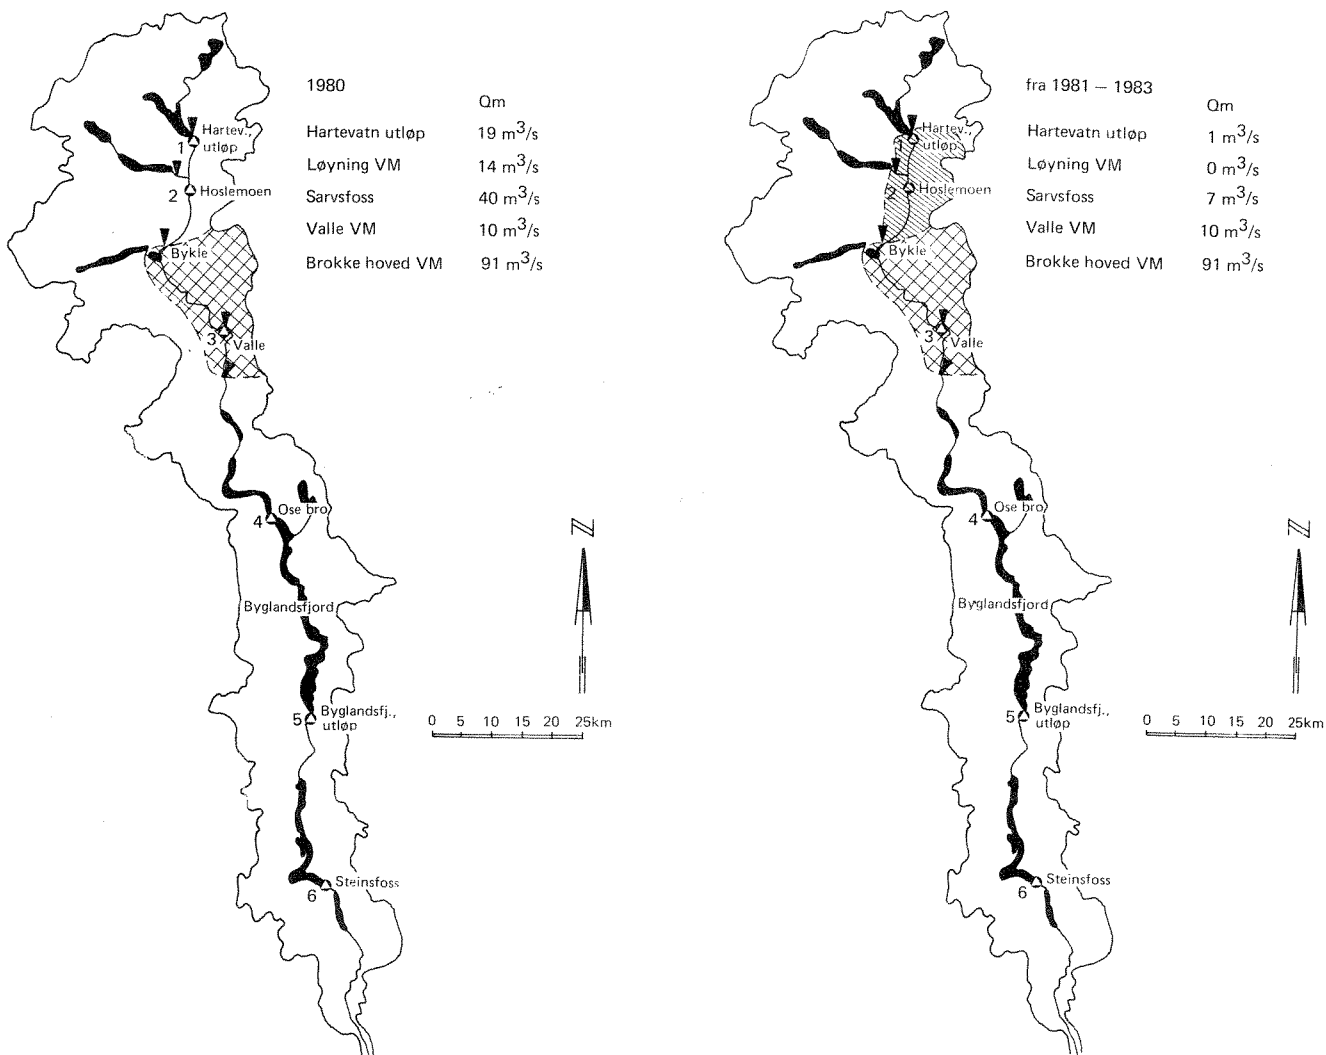 1980
Qm
Hartevatn utløp 19 m³/s
Løyning VM 14 m³/s
Sarvsfoss 40 m³/s
Valle VM 10 m³/s
Brokke hoved VM 91 m³/s
Hartev.,
1 utløp
2 Hoslemoen
Bykle
3 Valle
Ose bro
4
Byglandsfjord
5 Byglandsfj.,
utløp
Steinsfoss
6
N
0 5 10 15 20 25km
fra 1981 – 1983
Qm
Hartevatn utløp 1 m³/s
Løyning VM 0 m³/s
Sarvsfoss 7 m³/s
Valle VM 10 m³/s
Brokke hoved VM 91 m³/s
Hartev.,
1 utløp
2 Hoslemoen
Bykle
3 Valle
Ose bro
4
Byglandsfjord
5 Byglandsfj.,
utløp
Steinsfoss
6
N
0 5 10 15 20 25km